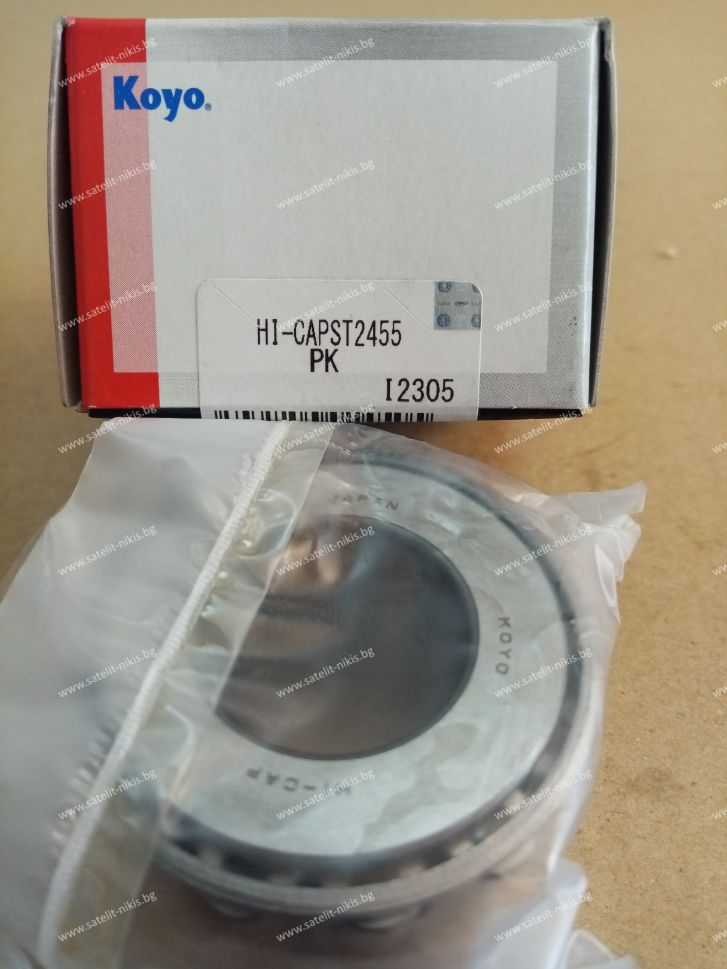 Koyo®
HI-CAPST2455
PK
I2305
JAPAN
KOYO
HI-CAP
www.satelit-nikis.bg